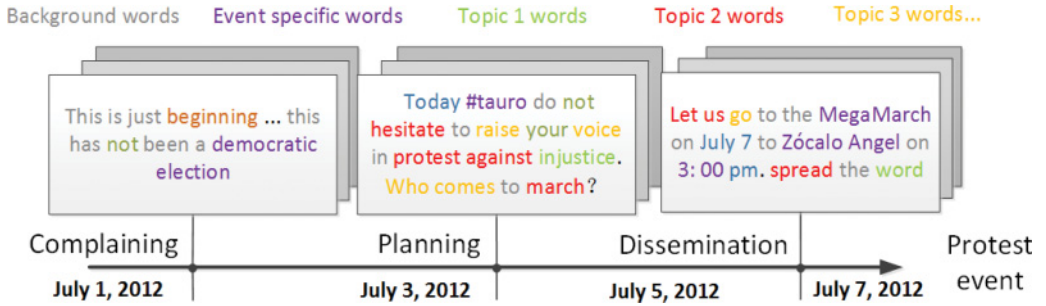 Background words Event specific words Topic 1 words Topic 2 words Topic 3 words...
This is just beginning ... this
has not been a democratic
election
Today #tauro do not
hesitate to raise your voice
in protest against injustice.
Who comes to march?
Let us go to the MegaMarch
on July 7 to Zócalo Angel on
3: 00 pm. spread the word
Complaining Planning Dissemination Protest
event
July 1, 2012 July 3, 2012 July 5, 2012 July 7, 2012